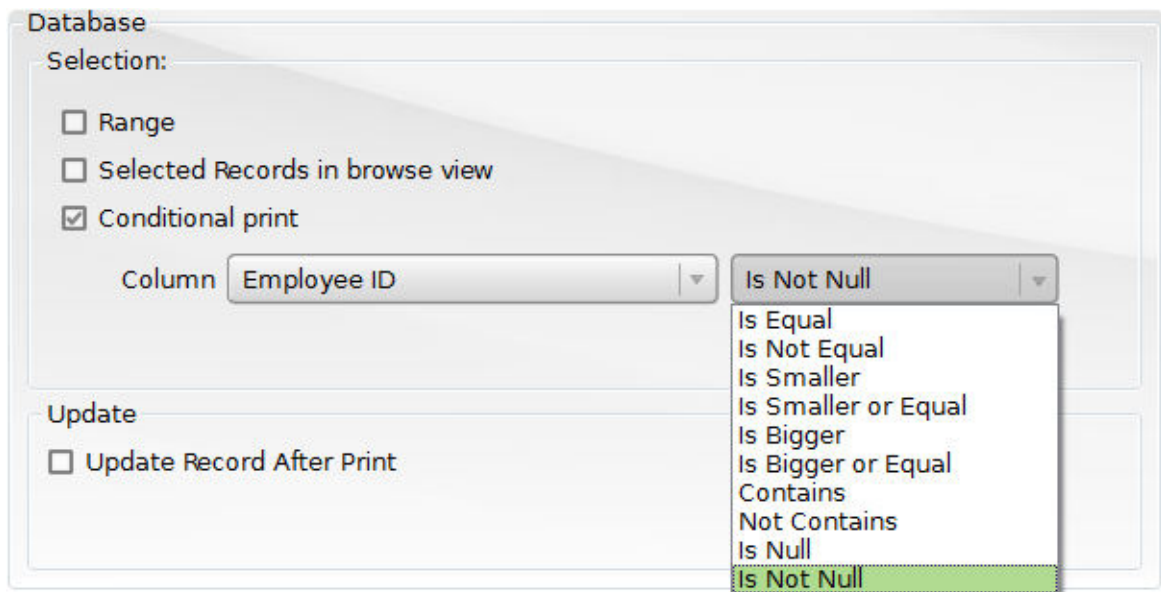 Database
Selection:
Range
Selected Records in browse view
Conditional print
Column Employee ID Is Not Null
Is Equal
Is Not Equal
Is Smaller
Is Smaller or Equal
Is Bigger
Is Bigger or Equal
Contains
Not Contains
Is Null
Is Not Null
Update
Update Record After Print